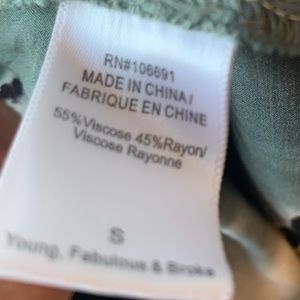 RN#106691
MADE IN CHINA/
FABRIQUE EN CHINE
55%Viscose 45%Rayon/
Viscose Rayonne
S
Young, Fabulous & Broke